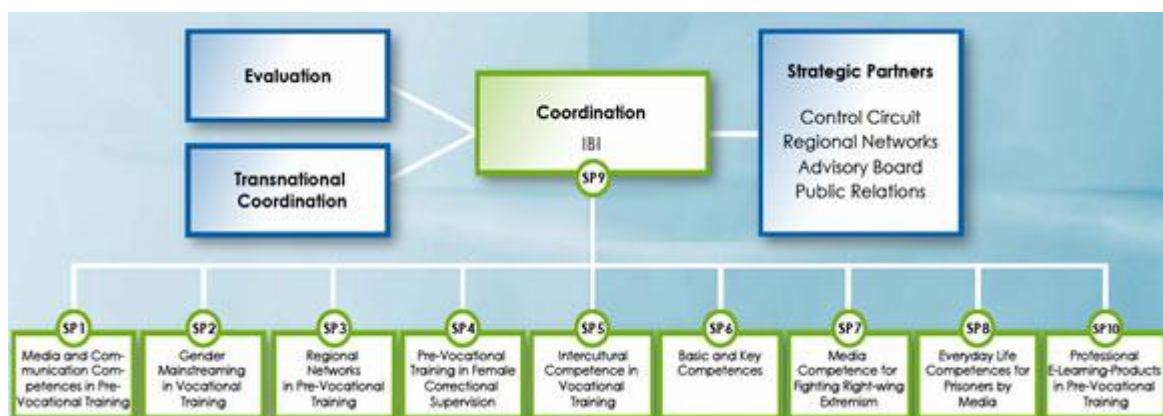 Evaluation
Transnational
Coordination
Coordination
IBI
SP9
Strategic Partners
Control Circuit
Regional Networks
Advisory Board
Public Relations
SP1
Media and Com-
munication Com-
petences in Pre-
Vocational Training
SP2
Gender
Mainstreaming
in Vocational
Training
SP3
Regional
Networks
in Pre-Vocational
Training
SP4
Pre-Vocational
Training in Female
Correctional
Supervision
SP5
Intercultural
Competence in
Vocational
Training
SP6
Basic and Key
Competences
SP7
Media
Competence for
Fighting Right-wing
Extremism
SP8
Everyday Life
Competences for
Prisoners by
Media
SP10
Professional
E-Learning-Products
in Pre-Vocational
Training